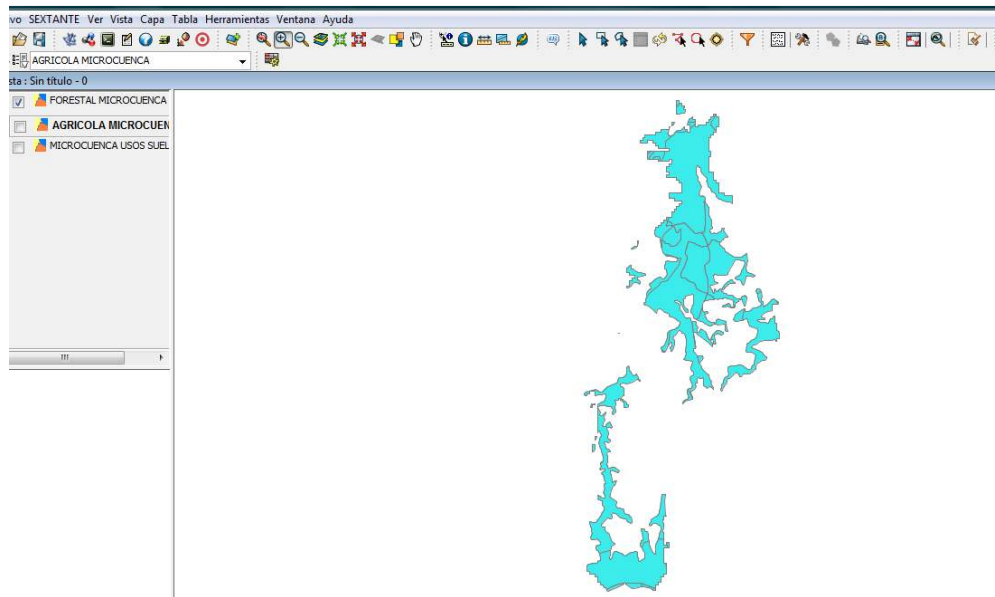 vo SEXTANTE Ver Vista Capa Tabla Herramientas Ventana Ayuda
AGRICOLA MICROCUENCA
sta : Sin título - 0
FORESTAL MICROCUENCA
AGRICOLA MICROCUEN
MICROCUENCA USOS SUEL